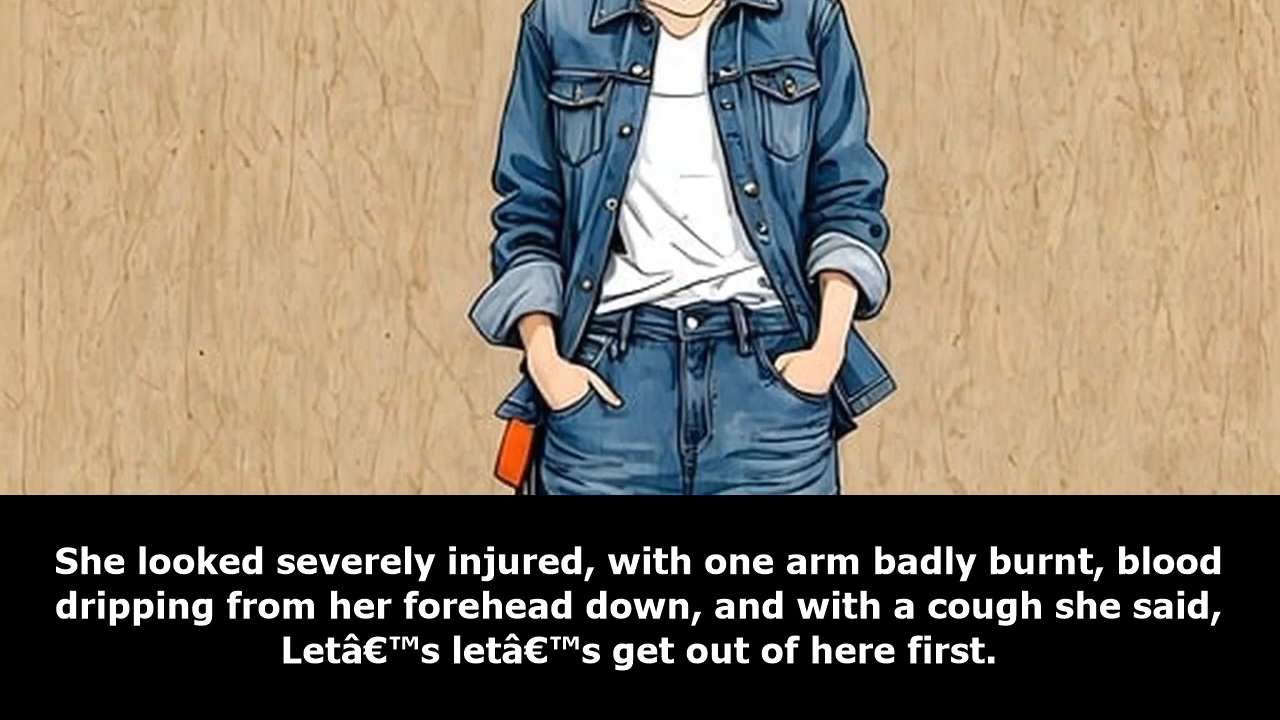 She looked severely injured, with one arm badly burnt, blood
dripping from her forehead down, and with a cough she said,
Letâ€™s letâ€™s get out of here first.